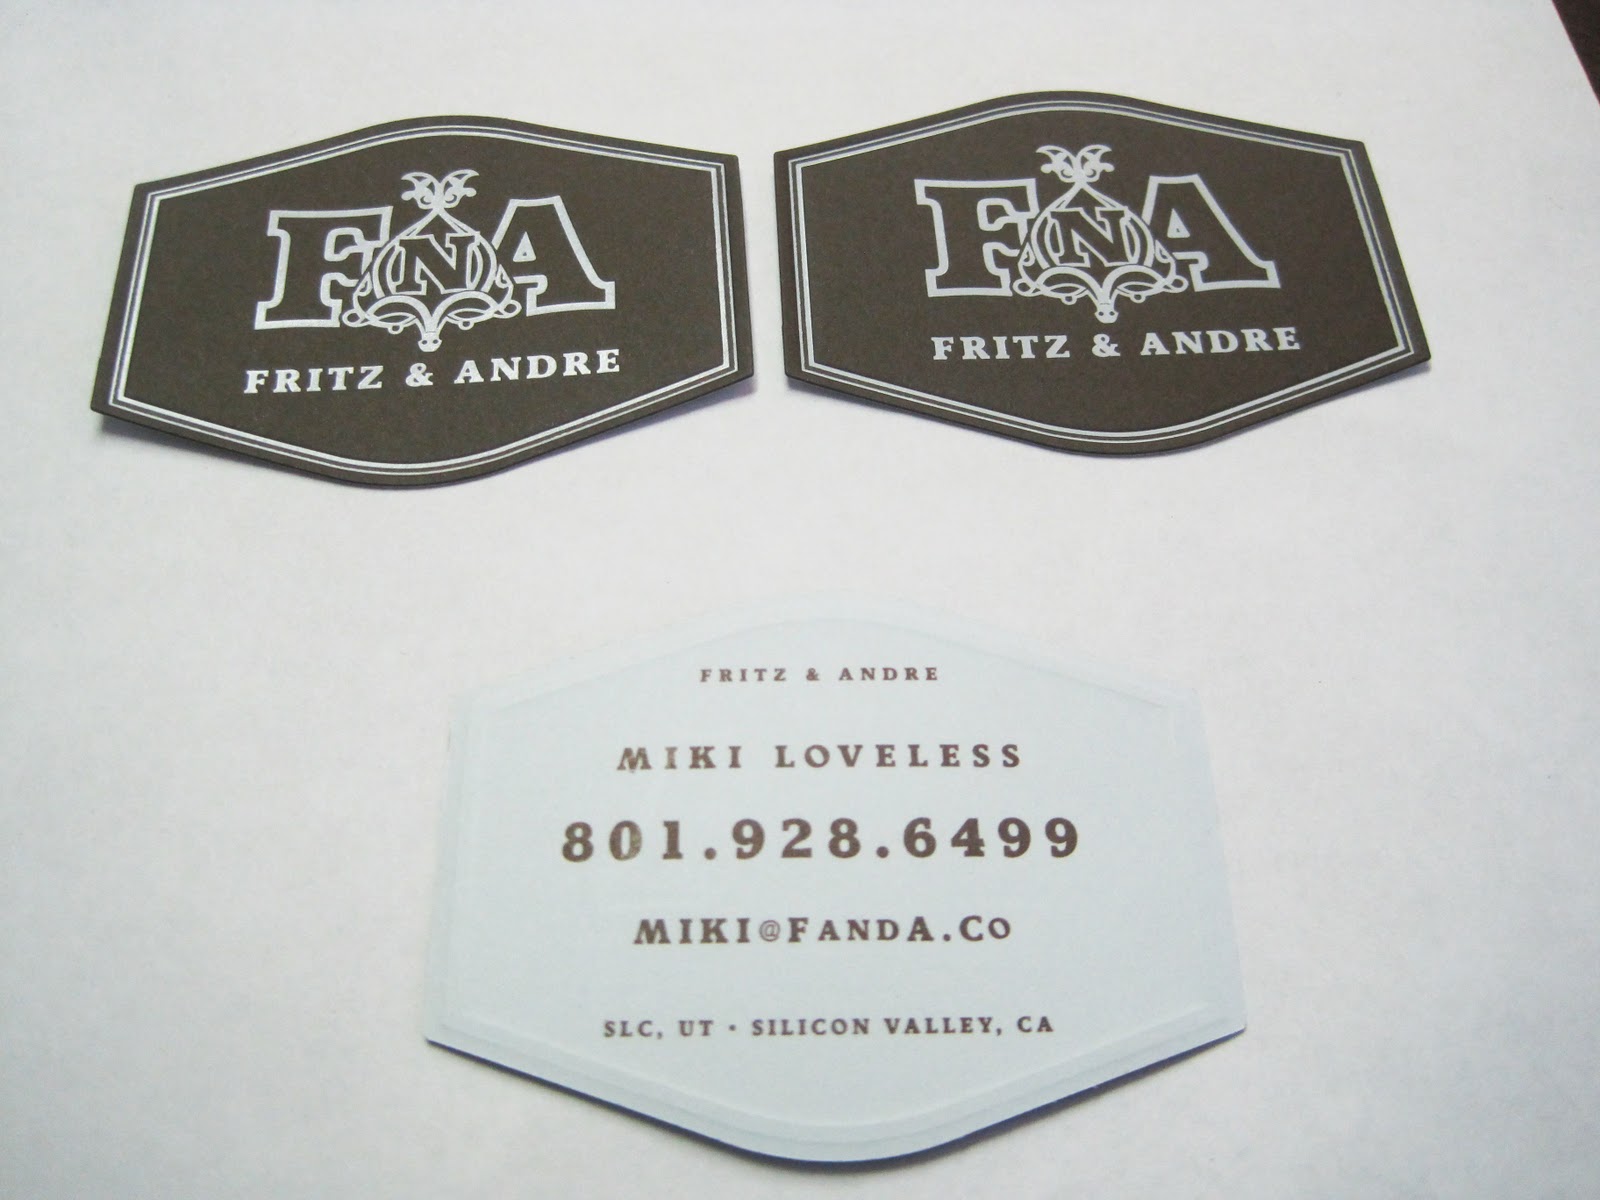 FNA
FRITZ & ANDRE
FNA
FRITZ & ANDRE
FRITZ & ANDRE
MIKI LOVELESS
801.928.6499
MIKI@FANDA.CO
SLC, UT • SILICON VALLEY, CA